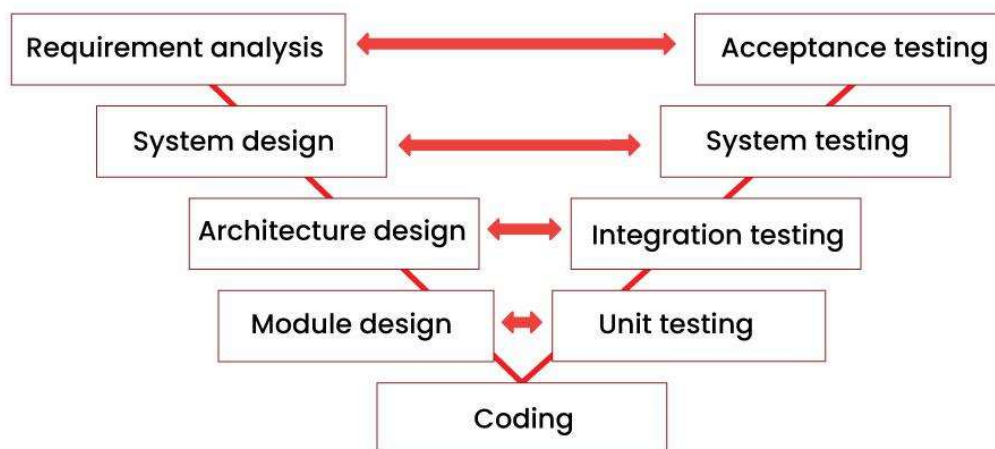 Requirement analysis
Acceptance testing
System design
System testing
Architecture design
Integration testing
Module design
Unit testing
Coding